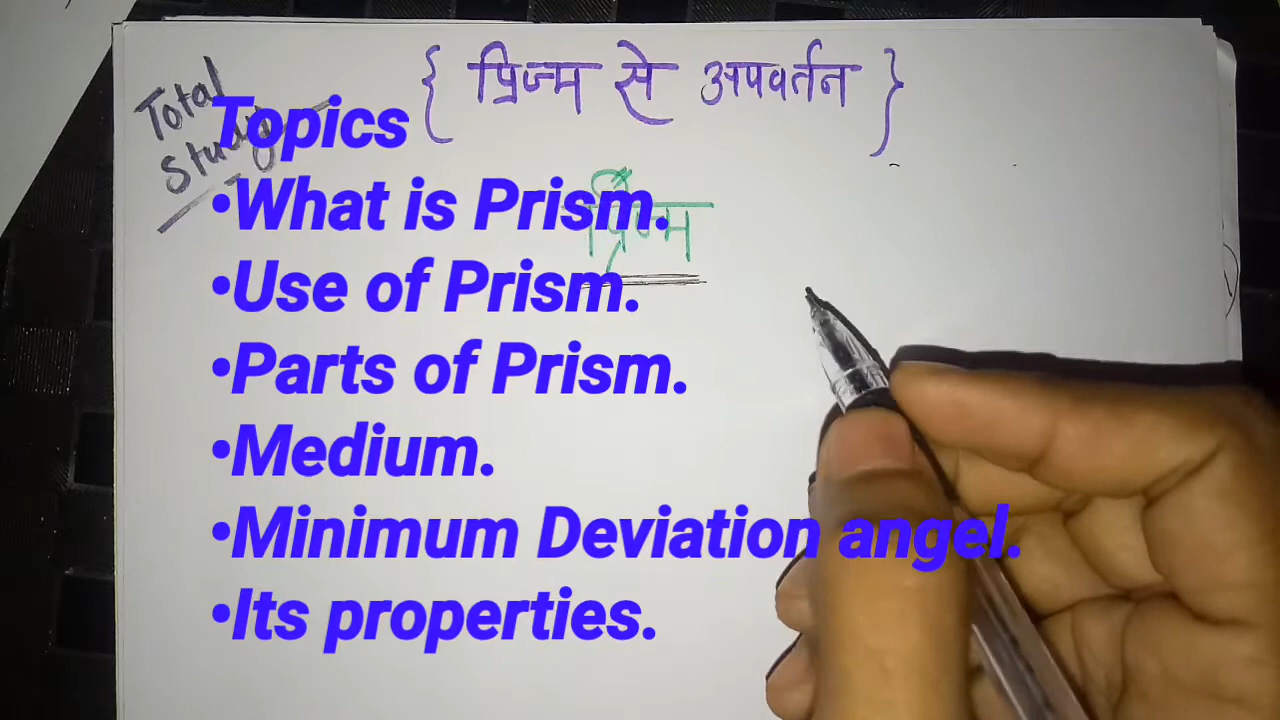 { प्रिज्म से अपवर्तन }
Total
Study
Topics
•What is Prism.
प्रिज्म
•Use of Prism.
•Parts of Prism.
•Medium.
•Minimum Deviation angel.
•Its properties.